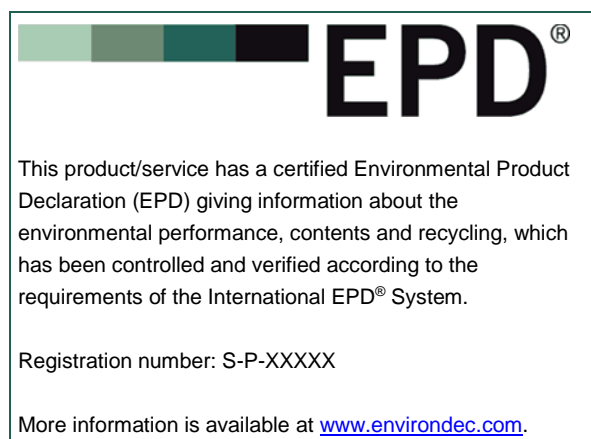 EPD®
This product/service has a certified Environmental Product
Declaration (EPD) giving information about the
environmental performance, contents and recycling, which
has been controlled and verified according to the
requirements of the International EPD® System.
Registration number: S-P-XXXXX
More information is available at www.environdec.com.